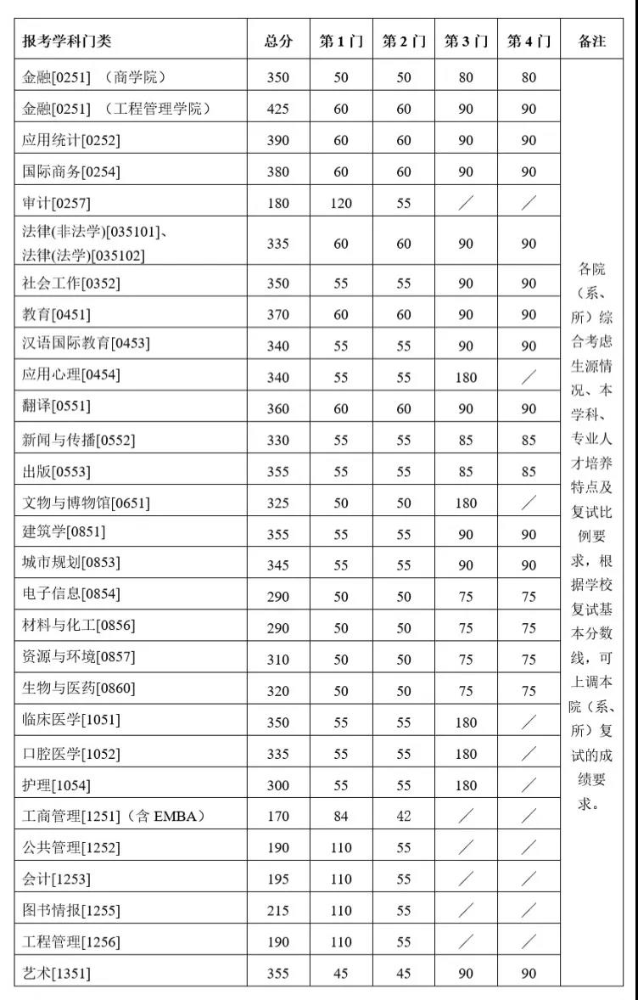 报考学科门类 总分 第1门 第2门 第3门 第4门 备注
金融[0251] （商学院） 350 50 50 80 80
金融[0251] （工程管理学院） 425 60 60 90 90
应用统计[0252] 390 60 60 90 90
国际商务[0254] 380 60 60 90 90
审计[0257] 180 120 55 ／ ／
法律(非法学)[035101]、
法律(法学)[035102] 335 60 60 90 90
社会工作[0352] 350 55 55 90 90
教育[0451] 370 60 60 90 90
汉语国际教育[0453] 340 55 55 90 90
应用心理[0454] 340 55 55 180 ／
翻译[0551] 360 60 60 90 90
新闻与传播[0552] 330 55 55 85 85
出版[0553] 355 55 55 85 85
文物与博物馆[0651] 325 50 50 180 ／
建筑学[0851] 355 55 55 90 90
城市规划[0853] 345 55 55 90 90
电子信息[0854] 290 50 50 75 75
材料与化工[0856] 290 50 50 75 75
资源与环境[0857] 310 50 50 75 75
生物与医药[0860] 320 50 50 75 75
临床医学[1051] 350 55 55 180 ／
口腔医学[1052] 335 55 55 180 ／
护理[1054] 300 55 55 180 ／
工商管理[1251]（含 EMBA） 170 84 42 ／ ／
公共管理[1252] 190 110 55 ／ ／
会计[1253] 195 110 55 ／ ／
图书情报[1255] 215 110 55 ／ ／
工程管理[1256] 190 110 55 ／ ／
艺术[1351] 355 45 45 90 90
各院
（系、
所）综
合考虑
生源情
况、本
学科、
专业人
才培养
特点及
复试比
例要
求，根
据学校
复试基
本分数
线，可
上调本
院（系、
所）复
试的成
绩要
求。